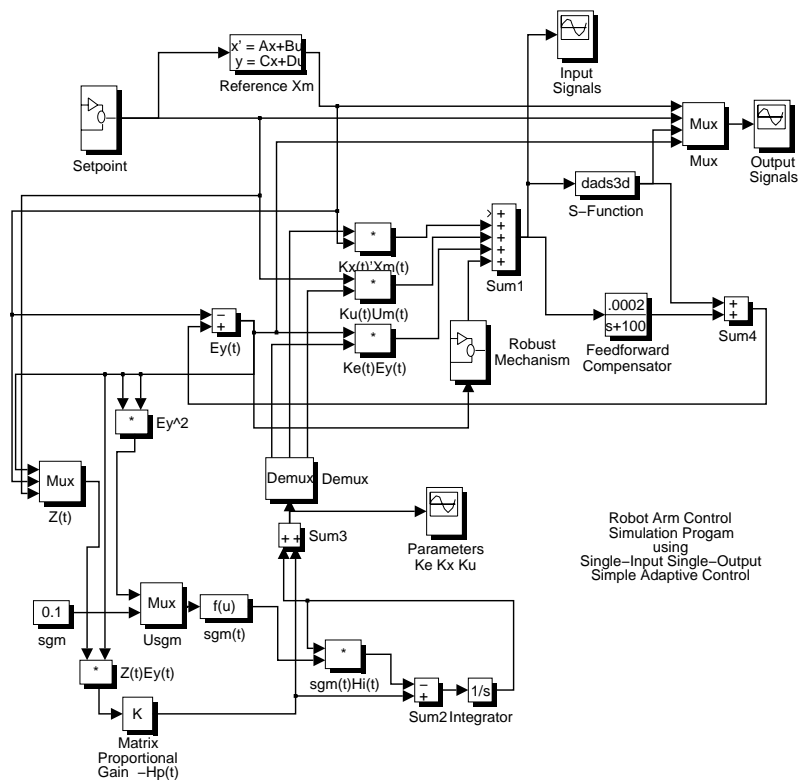 x' = Ax+Bu
y = Cx+Du
Reference Xm
Input
Signals
Setpoint
Mux
Mux
Output
Signals
dads3d
S−Function
+
+
+
+
+
Sum1
*
Kx(t)'Xm(t)
*
Ku(t)Um(t)
*
Ke(t)Ey(t)
−
+
Ey(t)
Robust
Mechanism
.0002
s+100
Feedforward
Compensator
+
+
Sum4
*
Ey^2
Mux
Z(t)
Demux
Demux
+ +
Sum3
Parameters
Ke Kx Ku
Robot Arm Control
Simulation Progam
using
Single−Input Single−Output
Simple Adaptive Control
0.1
sgm
Mux
Usgm
f(u)
sgm(t)
*
Z(t)Ey(t)
*
sgm(t)Hi(t)
−
+
Sum2
1/s
Integrator
K
Matrix
Proportional
Gain −Hp(t)